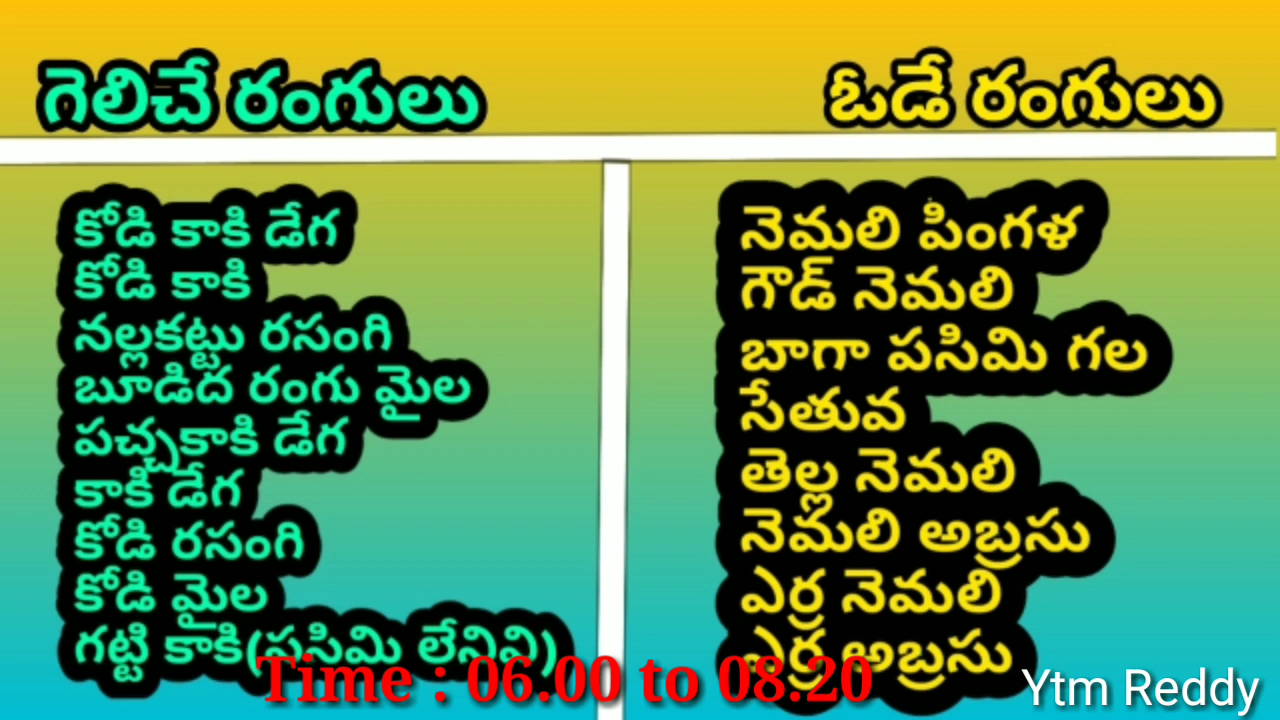 గెలిచే రంగులు
ఓడే రంగులు
కోడి కాకి డేగ
కోడి కాకి
నల్లకట్టు రసంగి
బూడిద రంగు మైల
పచ్చకాకి డేగ
కాకి డేగ
కోడి రసంగి
కోడి మైల
గట్టి కాకి(పసిమి లేనివి)
నెమలి పింగళ
గౌడ్ నెమలి
బాగా పసిమి గల
సేతువ
తెల్ల నెమలి
నెమలి అబ్రసు
ఎర్ర నెమలి
ఎర్ర అబ్రసు
Time : 06.00 to 08.20
Ytm Reddy